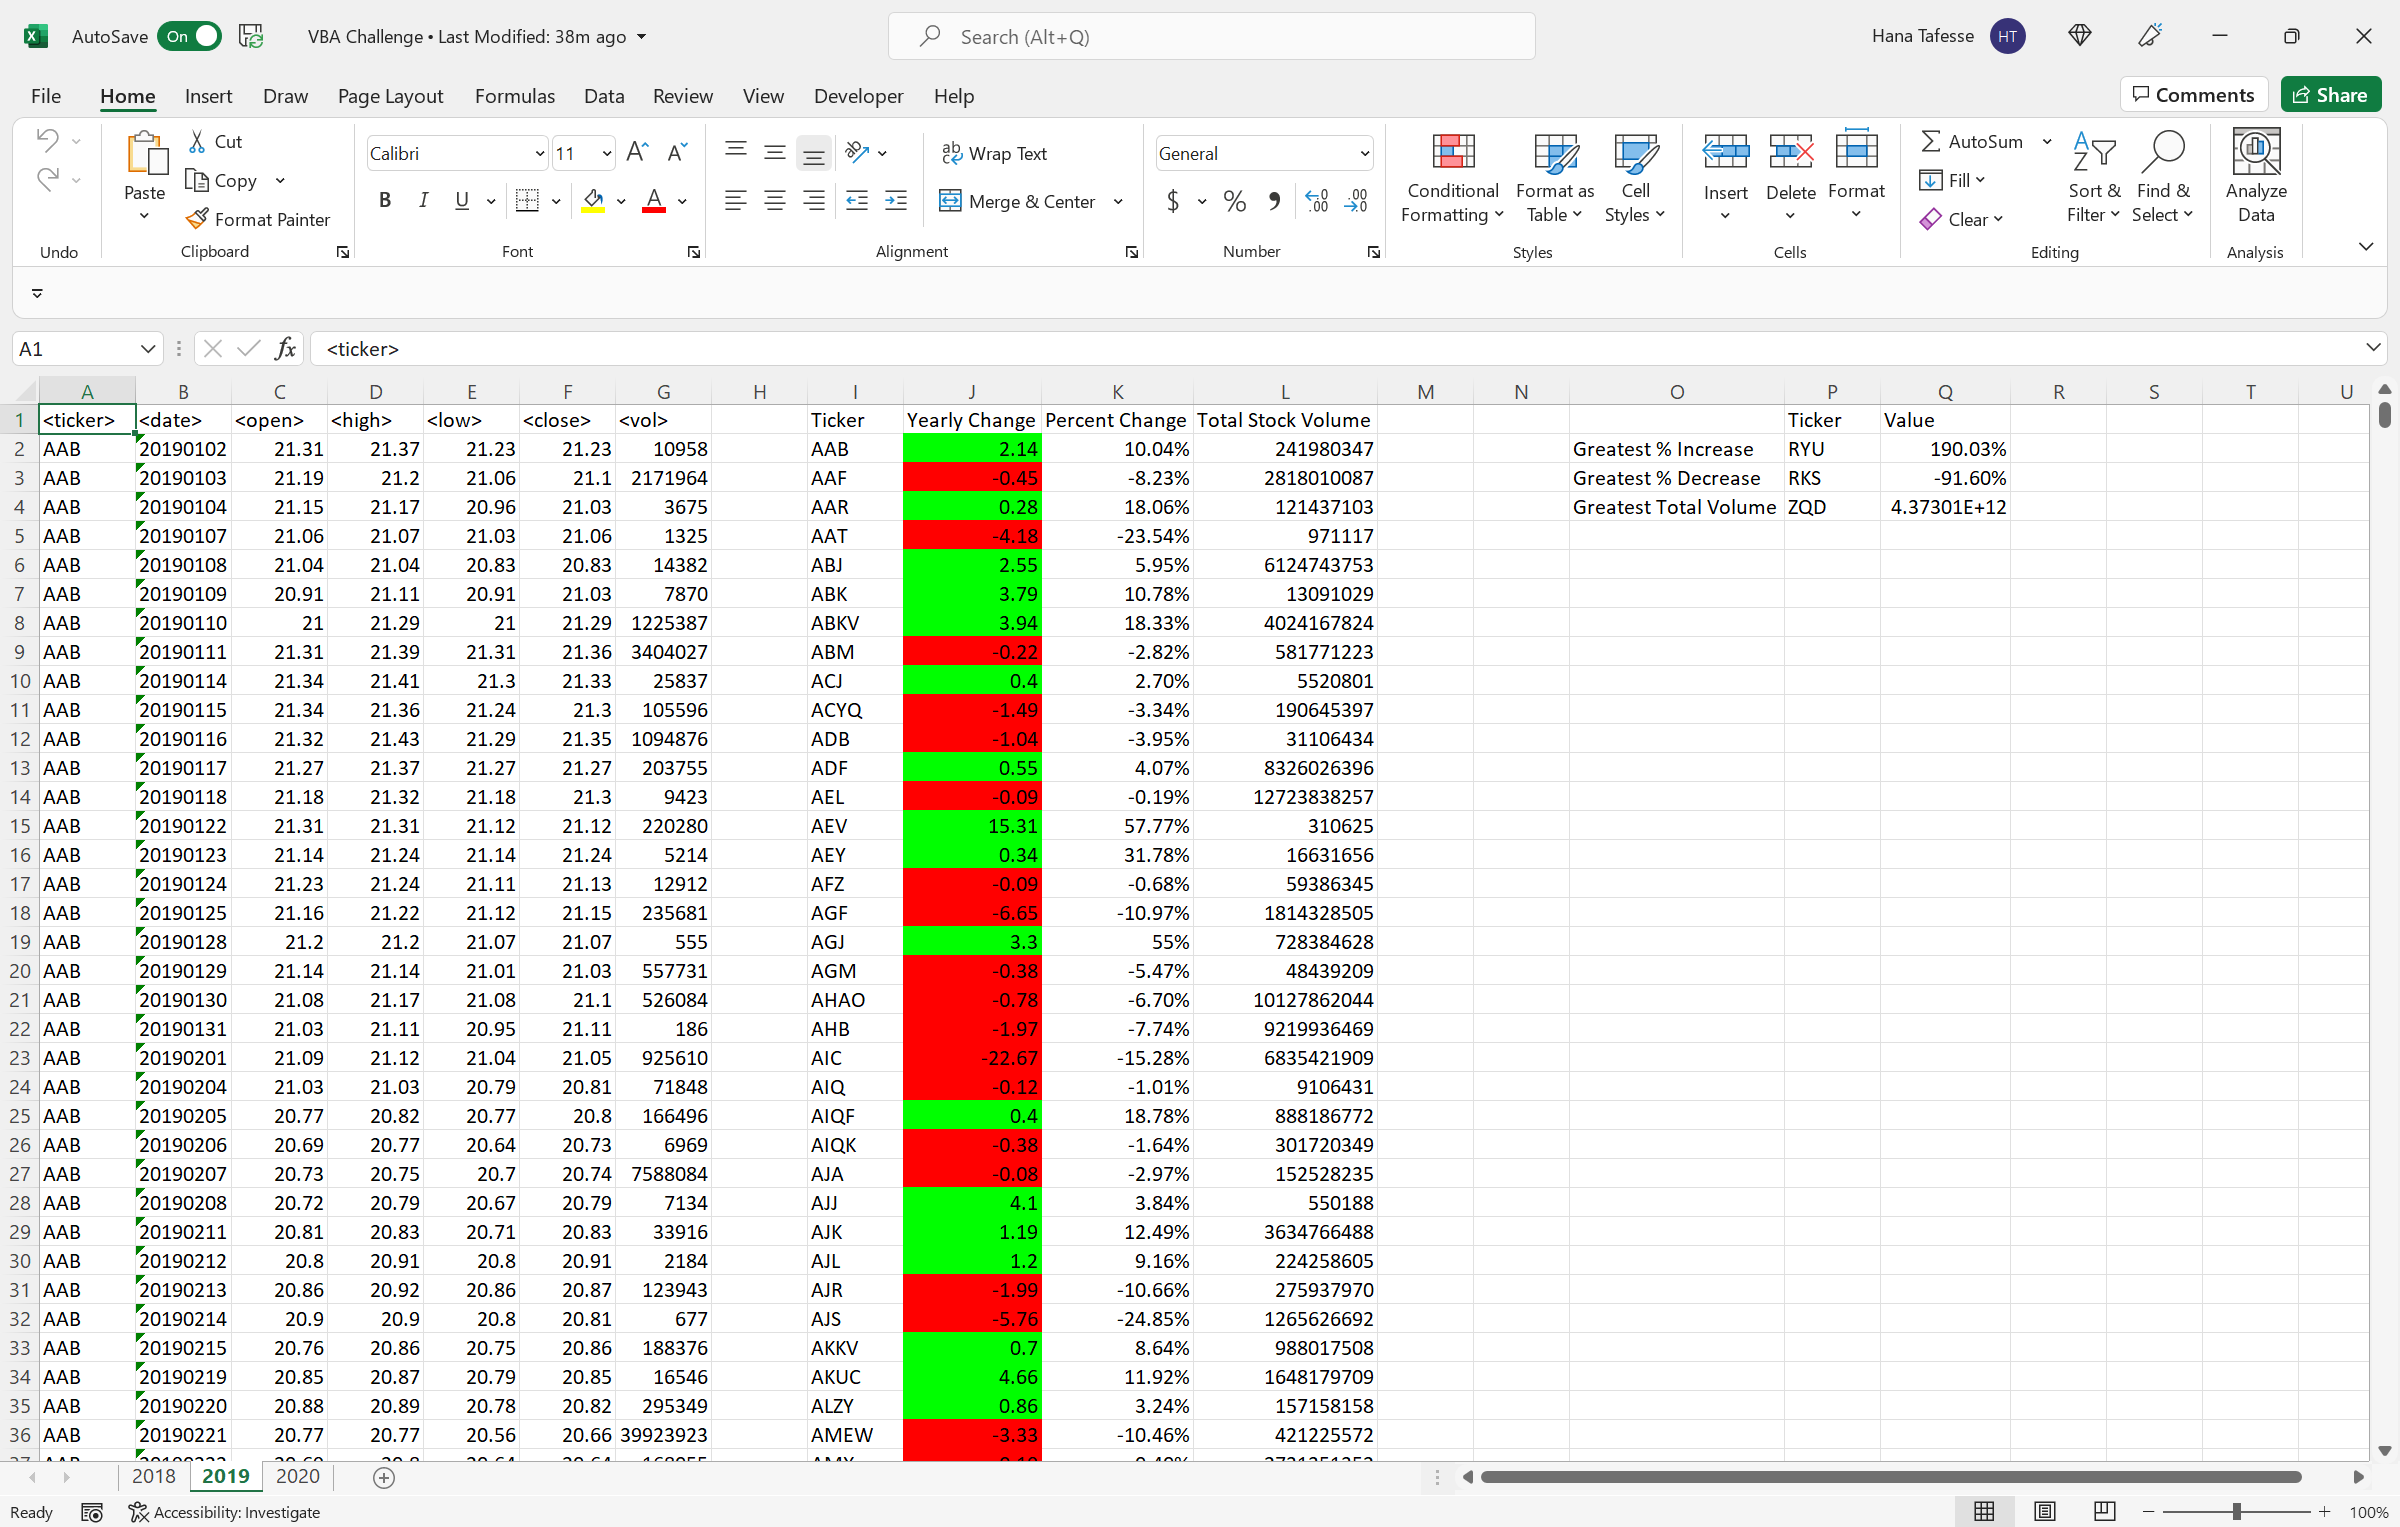 AutoSave On VBA Challenge • Last Modified: 38m ago Search (Alt+Q) Hana Tafesse HT
File Home Insert Draw Page Layout Formulas Data Review View Developer Help Comments Share
Cut
Copy
Format Painter
Paste
Calibri 11
B I U
A
Wrap Text
Merge & Center
General
$ % ,
Conditional Formatting
Format as Table
Cell Styles
Insert Delete Format
AutoSum
Fill
Clear
Sort & Filter
Find & Select
Analyze Data
Undo Clipboard Font Alignment Number Styles Cells Editing Analysis
A1 fx <ticker>
A B C D E F G H I J K L M N O P Q R S T U
1 <ticker> <date> <open> <high> <low> <close> <vol> Ticker Yearly Change Percent Change Total Stock Volume Ticker Value
2 AAB 20190102 21.31 21.37 21.23 21.23 10958 AAB 2.14 10.04% 241980347 Greatest % Increase RYU 190.03%
3 AAB 20190103 21.19 21.2 21.06 21.1 2171964 AAF -0.45 -8.23% 2818010087 Greatest % Decrease RKS -91.60%
4 AAB 20190104 21.15 21.17 20.96 21.03 3675 AAR 0.28 18.06% 121437103 Greatest Total Volume ZQD 4.37301E+12
5 AAB 20190107 21.06 21.07 21.03 21.06 1325 AAT -4.18 -23.54% 971117
6 AAB 20190108 21.04 21.04 20.83 20.83 14382 ABJ 2.55 5.95% 6124743753
7 AAB 20190109 20.91 21.11 20.91 21.03 7870 ABK 3.79 10.78% 13091029
8 AAB 20190110 21 21.29 21 21.29 1225387 ABKV 3.94 18.33% 4024167824
9 AAB 20190111 21.31 21.39 21.31 21.36 3404027 ABM -0.22 -2.82% 581771223
10 AAB 20190114 21.34 21.41 21.3 21.33 25837 ACJ 0.4 2.70% 5520801
11 AAB 20190115 21.34 21.36 21.24 21.3 105596 ACYQ -1.49 -3.34% 190645397
12 AAB 20190116 21.32 21.43 21.29 21.35 1094876 ADB -1.04 -3.95% 31106434
13 AAB 20190117 21.27 21.37 21.27 21.27 203755 ADF 0.55 4.07% 8326026396
14 AAB 20190118 21.18 21.32 21.18 21.3 9423 AEL -0.09 -0.19% 12723838257
15 AAB 20190122 21.31 21.31 21.12 21.12 220280 AEV 15.31 57.77% 310625
16 AAB 20190123 21.14 21.24 21.14 21.24 5214 AEY 0.34 31.78% 16631656
17 AAB 20190124 21.23 21.24 21.11 21.13 12912 AFZ -0.09 -0.68% 59386345
18 AAB 20190125 21.16 21.22 21.12 21.15 235681 AGF -6.65 -10.97% 1814328505
19 AAB 20190128 21.2 21.2 21.07 21.07 555 AGJ 3.3 55% 728384628
20 AAB 20190129 21.14 21.14 21.01 21.03 557731 AGM -0.38 -5.47% 48439209
21 AAB 20190130 21.08 21.17 21.08 21.1 526084 AHAO -0.78 -6.70% 10127862044
22 AAB 20190131 21.03 21.11 20.95 21.11 186 AHB -1.97 -7.74% 9219936469
23 AAB 20190201 21.09 21.12 21.04 21.05 925610 AIC -22.67 -15.28% 6835421909
24 AAB 20190204 21.03 21.03 20.79 20.81 71848 AIQ -0.12 -1.01% 9106431
25 AAB 20190205 20.77 20.82 20.77 20.8 166496 AIQF 0.4 18.78% 888186772
26 AAB 20190206 20.69 20.77 20.64 20.73 6969 AIQK -0.38 -1.64% 301720349
27 AAB 20190207 20.73 20.75 20.7 20.74 7588084 AJA -0.08 -2.97% 152528235
28 AAB 20190208 20.72 20.79 20.67 20.79 7134 AJJ 4.1 3.84% 550188
29 AAB 20190211 20.81 20.83 20.71 20.83 33916 AJK 1.19 12.49% 3634766488
30 AAB 20190212 20.8 20.91 20.8 20.91 2184 AJL 1.2 9.16% 224258605
31 AAB 20190213 20.86 20.92 20.86 20.87 123943 AJR -1.99 -10.66% 275937970
32 AAB 20190214 20.9 20.9 20.8 20.81 677 AJS -5.76 -24.85% 1265626692
33 AAB 20190215 20.76 20.86 20.75 20.86 188376 AKKV 0.7 8.64% 988017508
34 AAB 20190219 20.85 20.87 20.79 20.85 16546 AKUC 4.66 11.92% 1648179709
35 AAB 20190220 20.88 20.89 20.78 20.82 295349 ALZY 0.86 3.24% 157158158
36 AAB 20190221 20.77 20.77 20.56 20.66 39923923 AMEW -3.33 -10.46% 421225572
2018 2019 2020
Ready Accessibility: Investigate 100%